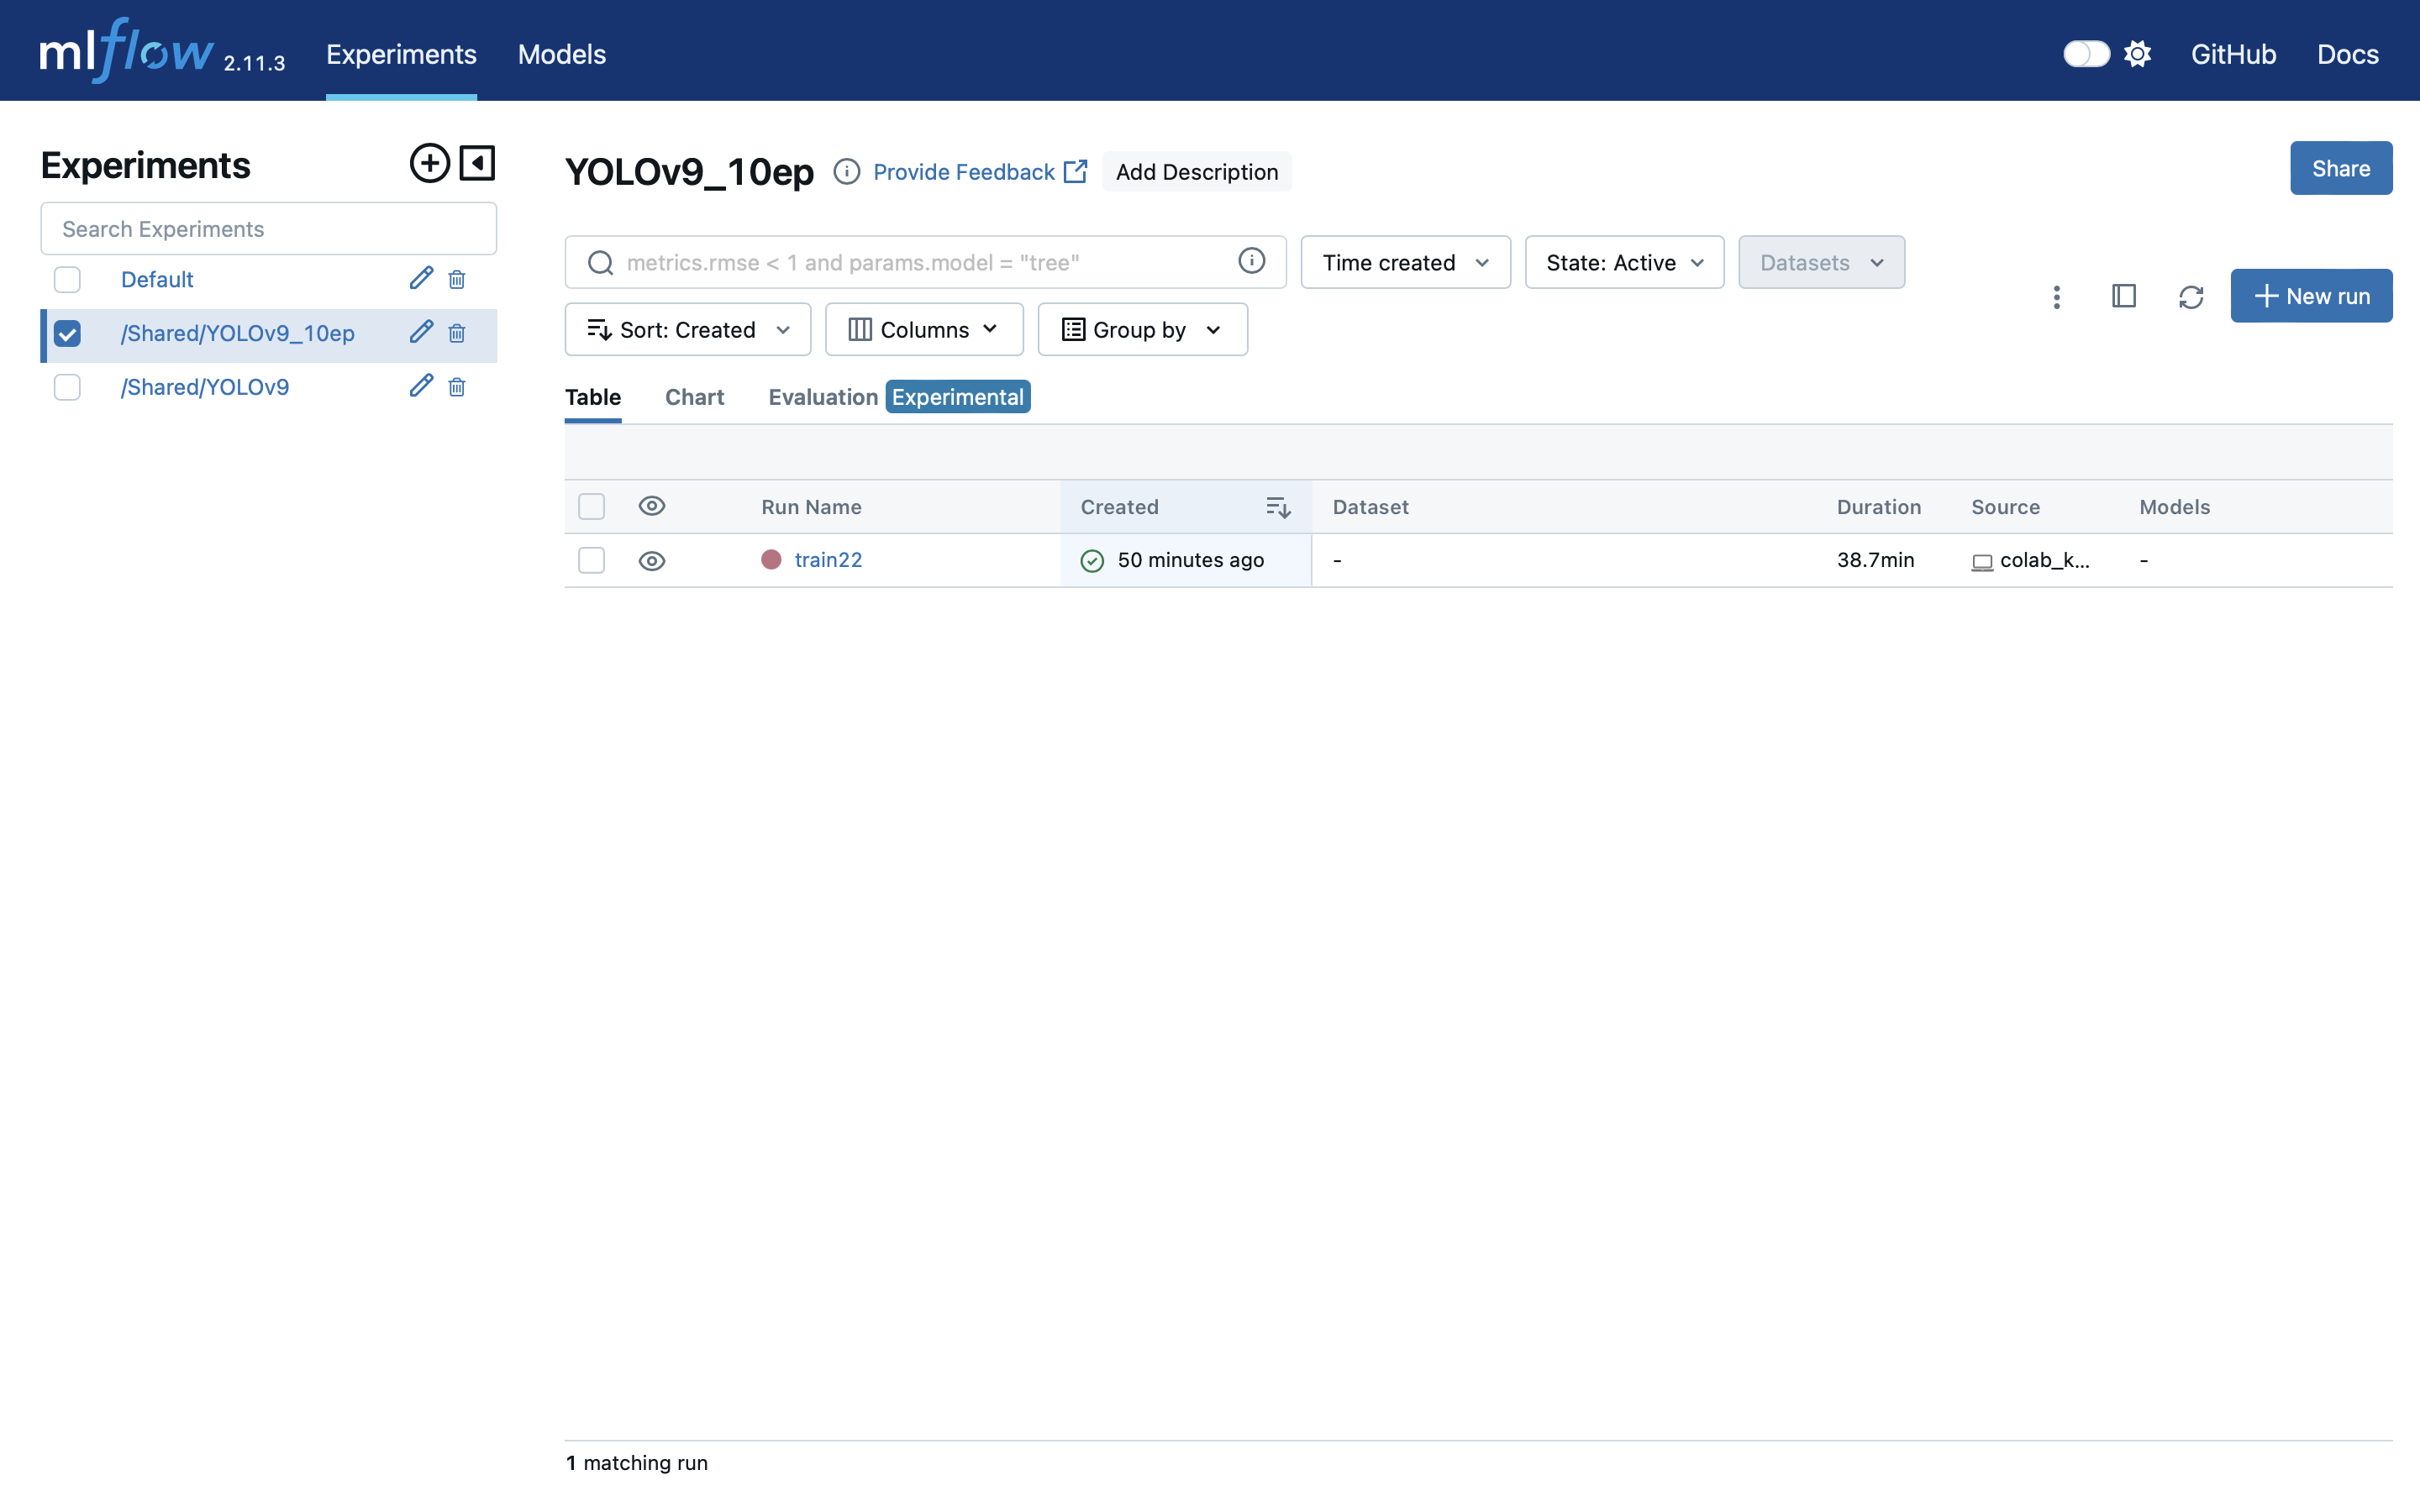 mlflow 2.11.3 Experiments Models GitHub Docs
Experiments
Search Experiments
Default
/Shared/YOLOv9_10ep
/Shared/YOLOv9
YOLOv9_10ep Provide Feedback Add Description Share
metrics.rmse < 1 and params.model = "tree" Time created State: Active Datasets
Sort: Created Columns Group by
New run
Table Chart Evaluation Experimental
Run Name Created Dataset Duration Source Models
train22 50 minutes ago - 38.7min colab_k... -
1 matching run